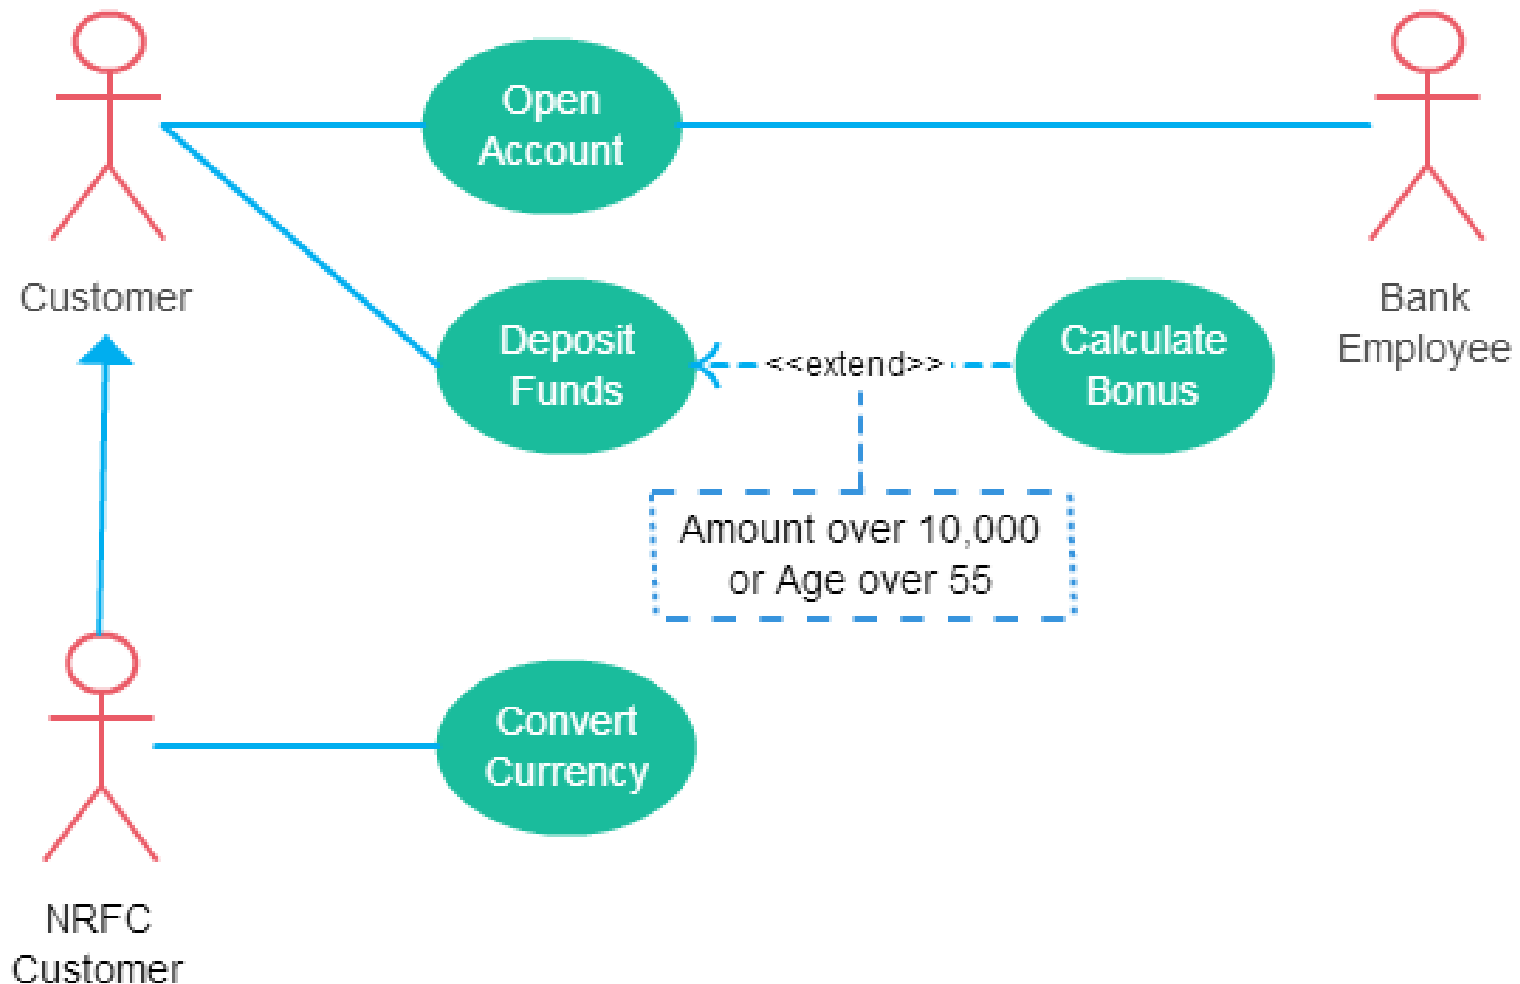 Open
Account
Customer
Bank
Employee
Deposit
Funds
<<extend>>
Calculate
Bonus
Amount over 10,000
or Age over 55
Convert
Currency
NRFC
Customer